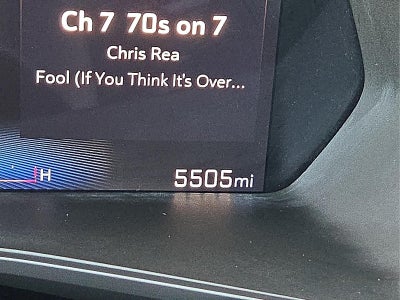 Ch 7 70s on 7
Chris Rea
Fool (If You Think It's Over...
H
5505mi